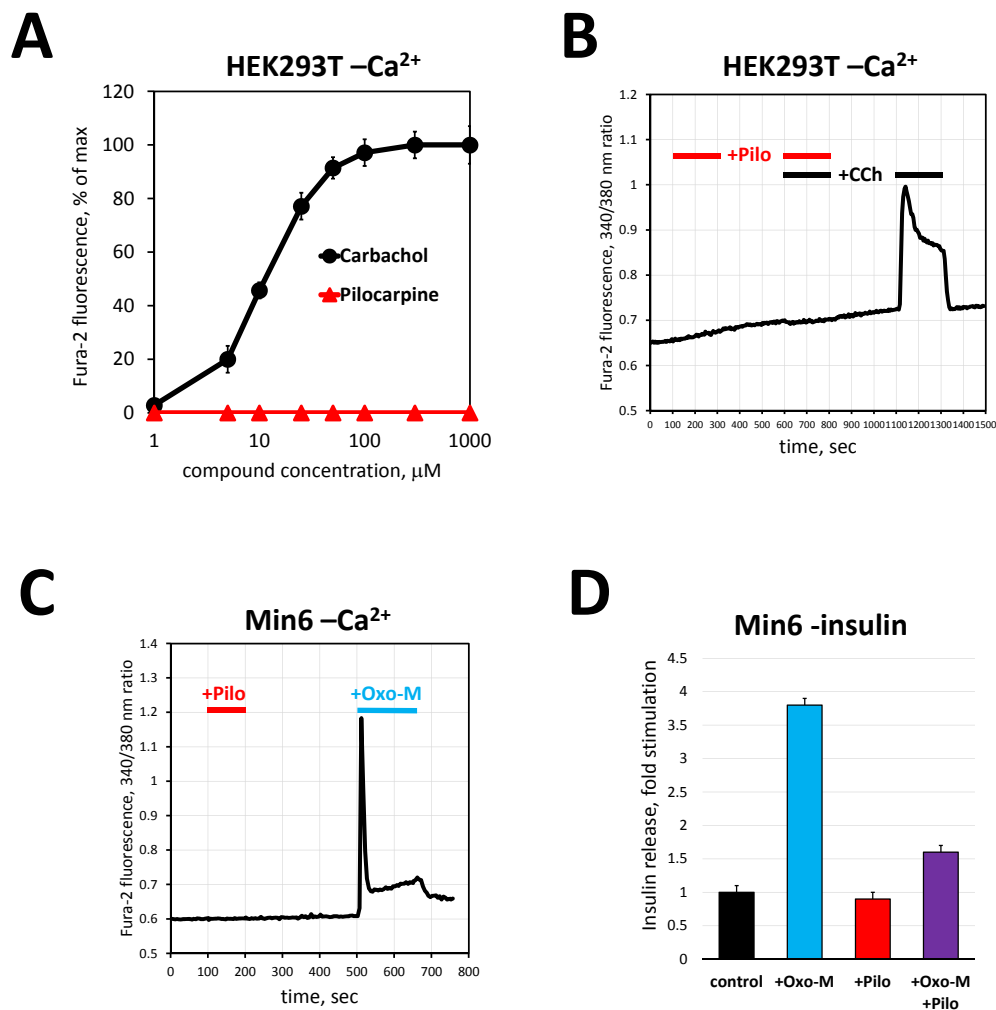 A
HEK293T –Ca²⁺
Fura-2 fluorescence, % of max
120
100
80
60
40
20
0
Carbachol
Pilocarpine
1
10
100
1000
compound concentration, μM
B
HEK293T –Ca²⁺
Fura-2 fluorescence, 340/380 nm ratio
1.2
1.1
1
0.9
0.8
0.7
0.6
0.5
+Pilo
+CCh
0 100 200 300 400 500 600 700 800 900 1000 1100 1200 1300 1400 1500
time, sec
C
Min6 –Ca²⁺
Fura-2 fluorescence, 340/380 nm ratio
1.4
1.3
1.2
1.1
1
0.9
0.8
0.7
0.6
0.5
+Pilo
+Oxo-M
0 100 200 300 400 500 600 700 800
time, sec
D
Min6 -insulin
Insulin release, fold stimulation
4.5
4
3.5
3
2.5
2
1.5
1
0.5
0
control +Oxo-M +Pilo +Oxo-M
+Pilo